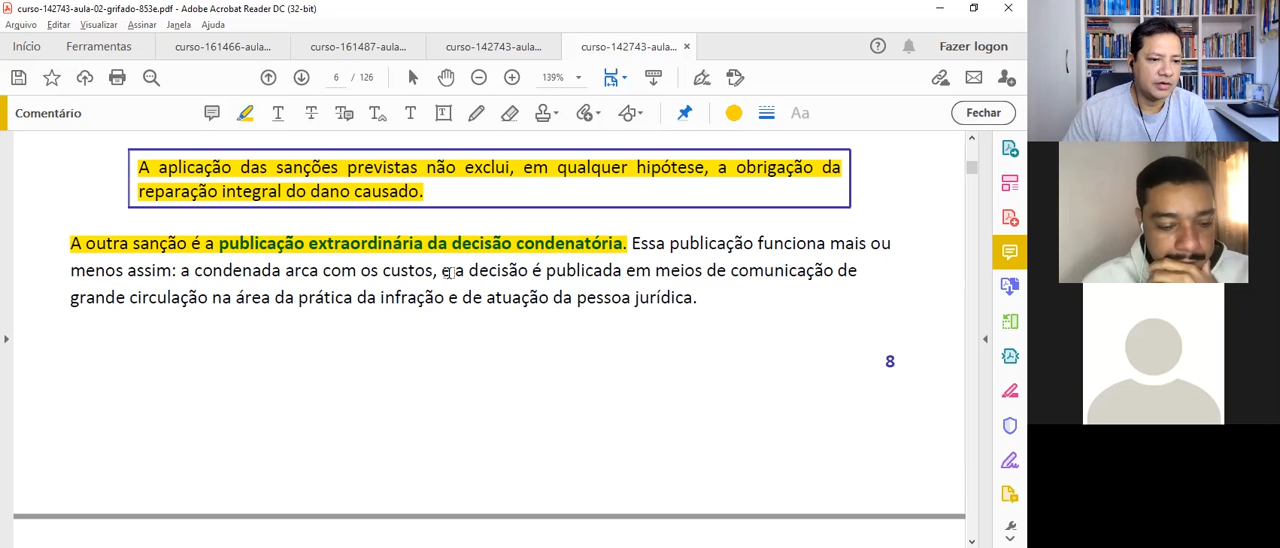 curso-142743-aula-02-grifado-853e.pdf - Adobe Acrobat Reader DC (32-bit)
Arquivo Editar Visualizar Assinar Janela Ajuda
Início Ferramentas curso-161466-aula... curso-161487-aula... curso-142743-aul... curso-142743-aul... × Fazer logon
6 / 126 139%
Comentário Aa Fechar
A aplicação das sanções previstas não exclui, em qualquer hipótese, a obrigação da
reparação integral do dano causado.
A outra sanção é a publicação extraordinária da decisão condenatória. Essa publicação funciona mais ou
menos assim: a condenada arca com os custos, e a decisão é publicada em meios de comunicação de
grande circulação na área da prática da infração e de atuação da pessoa jurídica.
8